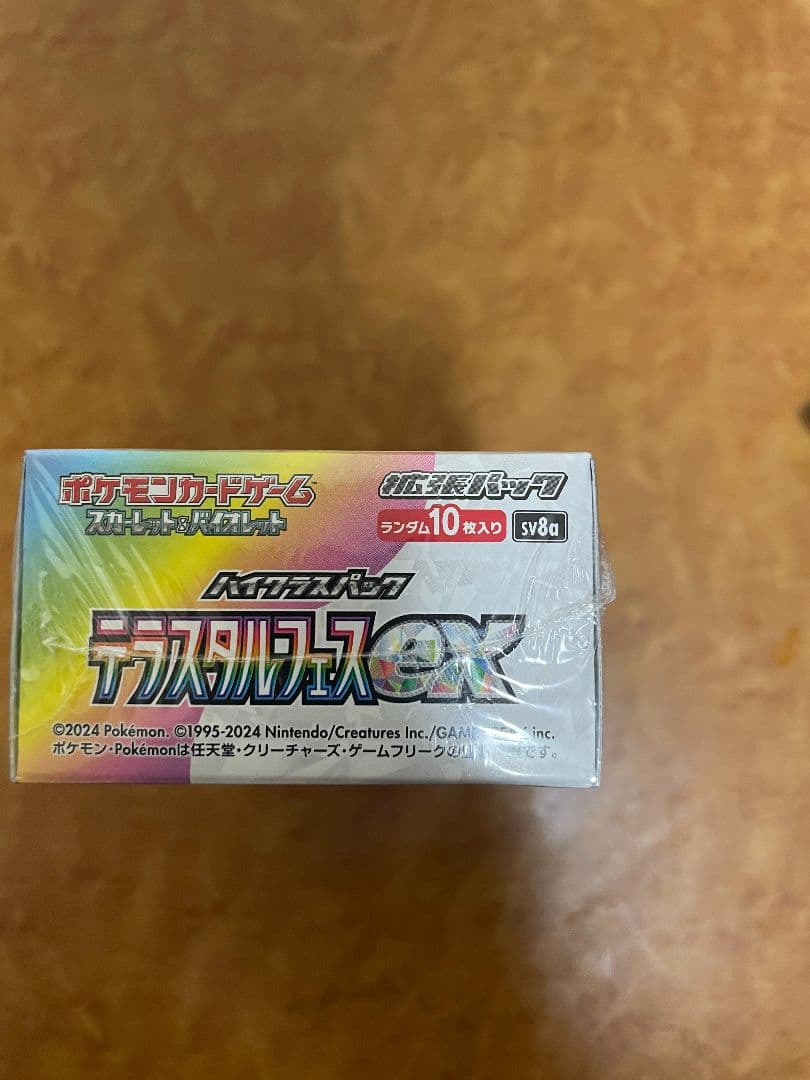 ポケモンカードゲーム
スカーレット&バイオレット
拡張パック
ランダム10枚入り sv8a
ハイクラスパック
テラスタル・フェスex
©2024 Pokémon. ©1995-2024 Nintendo/Creatures Inc./GAME inc.
ポケモン・Pokémonは任天堂・クリーチャーズ・ゲームフリークの です。